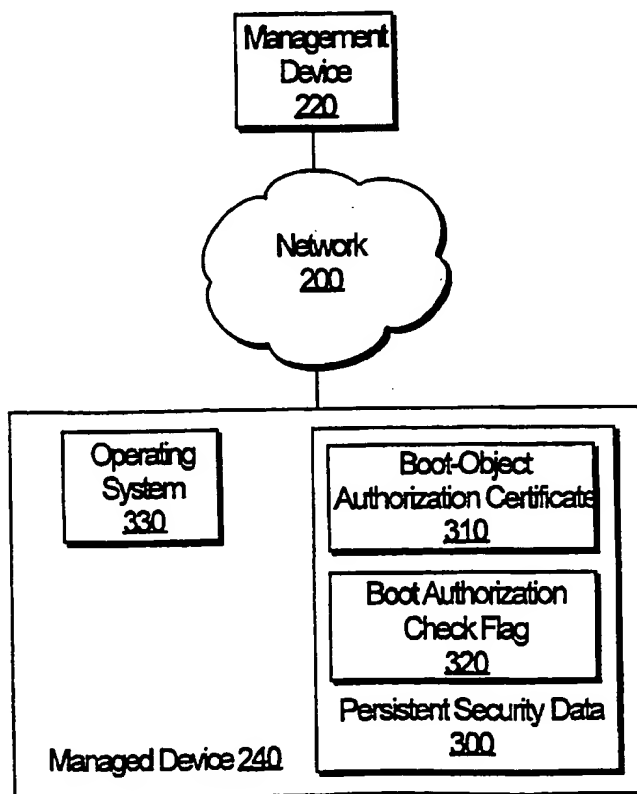 Management
Device
220
Network
200
Operating
System
330
Boot-Object
Authorization Certificate
310
Boot Authorization
Check Flag
320
Persistent Security Data
300
Managed Device 240